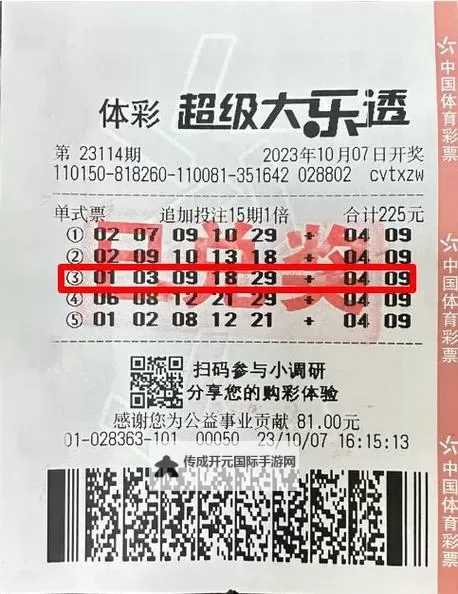 体彩 超级大乐透
第 23114期 2023年10月07日开奖
110150-818260-110081-351642 028802 cvtxzw
单式票 追加投注15期1倍 合计225元
① 02 07 09 10 29 + 04 09
② 02 09 10 13 18 + 04 09
③ 01 03 09 18 29 + 04 09
④ 06 08 12 21 29 + 04 09
⑤ 01 02 08 12 21 + 04 09
已兑奖
扫码参与小调研
分享您的购彩体验
感谢您为公益事业贡献 81.00元
01-028363-101 00050 23/10/07 16:15:13
传成开元国际手游网
中国体育彩票
中国体育彩票
中国体育彩票